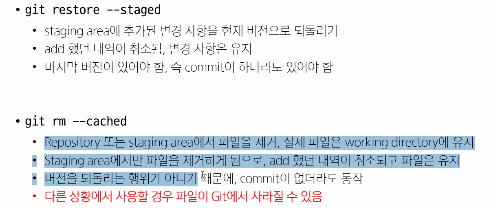 • git restore --staged
• staging area에 추가된 변경 사항을 현재 버전으로 되돌리기
• add 했던 내역이 취소됨, 변경 사항은 유지
• 마지막 버전이 있어야 함, 즉 commit이 하나라도 있어야 함
• git rm --cached
• Repository 또는 staging area에서 파일을 제거, 실제 파일은 working directory에 유지
• Staging area에서만 파일을 제거하게 됨으로, add 했던 내역이 취소되고 파일은 유지
• 버전을 되돌리는 행위가 아니기 때문에, commit이 없더라도 동작
• 다른 상황에서 사용할 경우 파일이 Git에서 사라질 수 있음